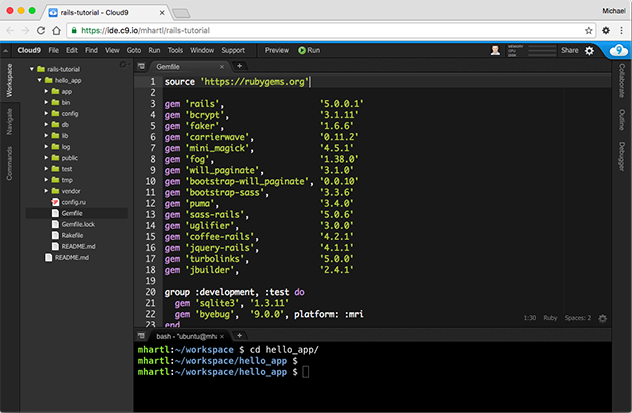 rails-tutorial - Cloud9
Michael
https://ide.c9.io/mhartl/rails-tutorial
Cloud9 File Edit Find View Goto Run Tools Window Support Preview Run
MEMORY
CPU
DISK
Share
Workspace
Navigate
Commands
rails-tutorial
hello_app
app
bin
config
db
lib
log
public
test
tmp
vendor
config.ru
Gemfile
Gemfile.lock
Rakefile
README.md
README.md
Gemfile
1 source 'https://rubygems.org'
2
3 gem 'rails', '5.0.0.1'
4 gem 'bcrypt', '3.1.11'
5 gem 'faker', '1.6.6'
6 gem 'carrierwave', '0.11.2'
7 gem 'mini_magick', '4.5.1'
8 gem 'fog', '1.38.0'
9 gem 'will_paginate', '3.1.0'
10 gem 'bootstrap-will_paginate', '0.0.10'
11 gem 'bootstrap-sass', '3.3.6'
12 gem 'puma', '3.4.0'
13 gem 'sass-rails', '5.0.6'
14 gem 'uglifier', '3.0.0'
15 gem 'coffee-rails', '4.2.1'
16 gem 'jquery-rails', '4.1.1'
17 gem 'turbolinks', '5.0.0'
18 gem 'jbuilder', '2.4.1'
19
20 group :development, :test do
21 gem 'sqlite3', '1.3.11'
22 gem 'byebug', '9.0.0', platform: :mri
23 end
1:30 Ruby Spaces: 2
bash - "ubuntu@mha
mhartl:~/workspace $ cd hello_app/
mhartl:~/workspace/hello_app $
mhartl:~/workspace/hello_app $
Collaborate
Outline
Debugger